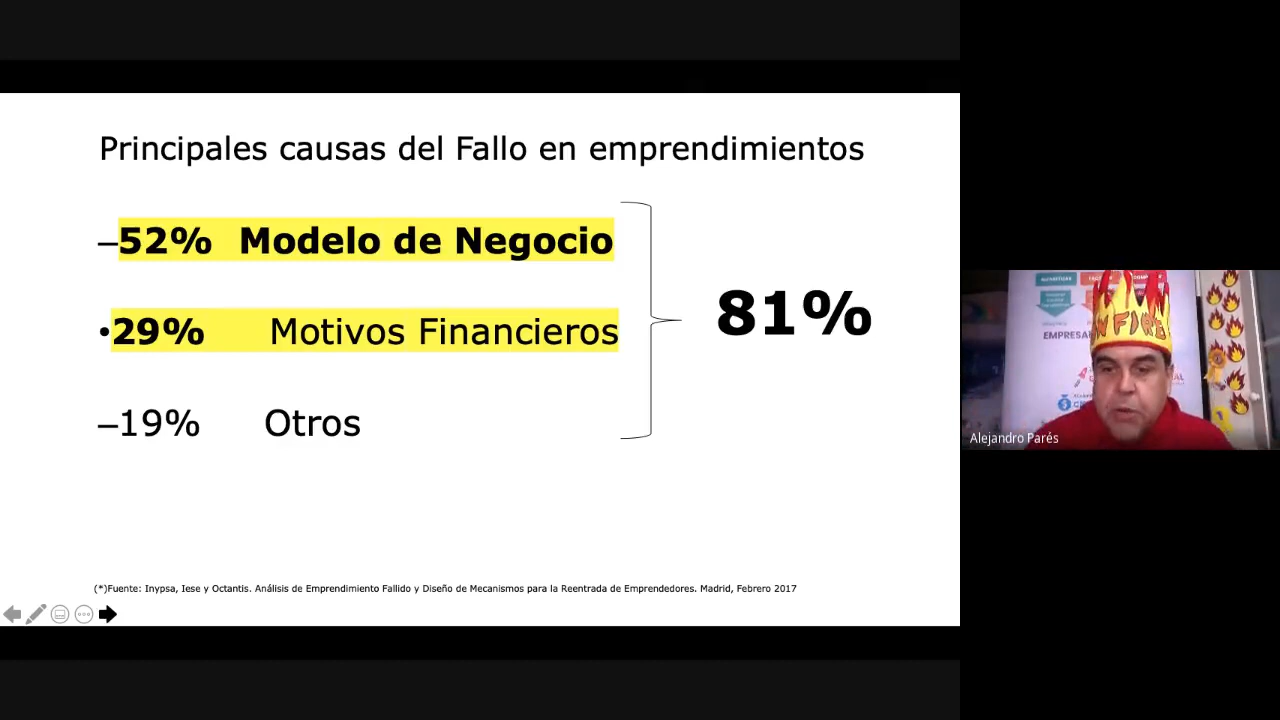 Principales causas del Fallo en emprendimientos
–52% Modelo de Negocio
•29% Motivos Financieros
81%
–19% Otros
(*)Fuente: Inypsa, Iese y Octantis. Análisis de Emprendimiento Fallido y Diseño de Mecanismos para la Reentrada de Emprendedores. Madrid, Febrero 2017
FIRE
Alejandro Parés